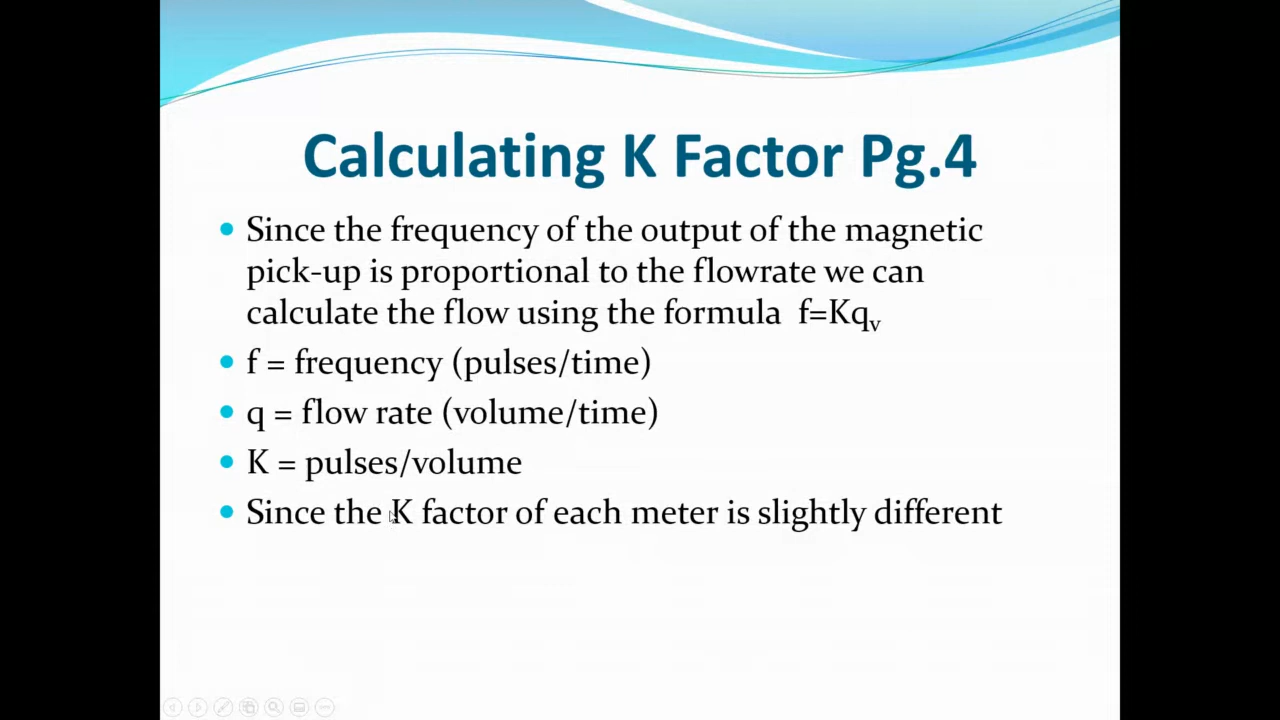 Calculating K Factor Pg.4
Since the frequency of the output of the magnetic
pick-up is proportional to the flowrate we can
calculate the flow using the formula f=Kqv
f = frequency (pulses/time)
q = flow rate (volume/time)
K = pulses/volume
Since the K factor of each meter is slightly different